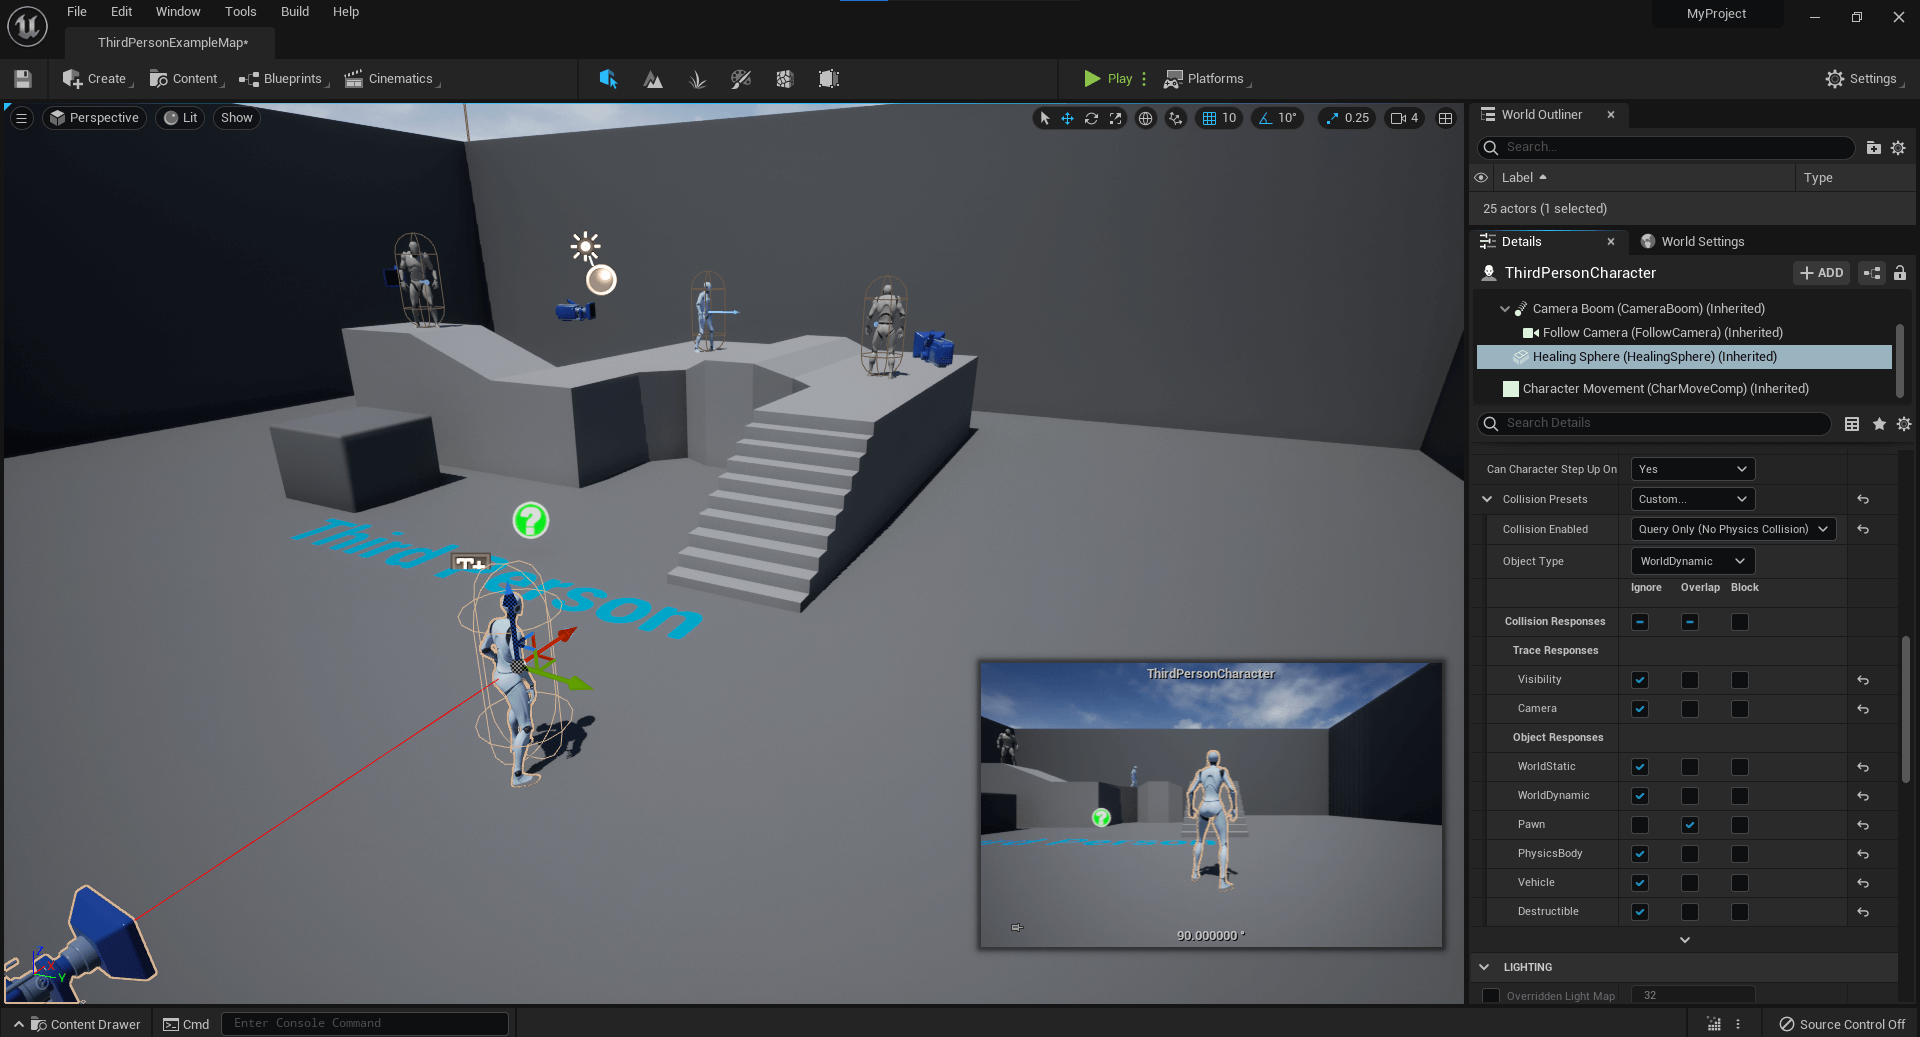 File Edit Window Tools Build Help
MyProject
ThirdPersonExampleMap*
Create Content Blueprints Cinematics Play Platforms Settings
Perspective Lit Show 10 10° 0.25 4
ThirdPerson
T+
?
ThirdPersonCharacter
?
90.000000 °
Z X Y
World Outliner
Search...
Label Type
25 actors (1 selected)
Details World Settings
ThirdPersonCharacter + ADD
Camera Boom (CameraBoom) (Inherited)
Follow Camera (FollowCamera) (Inherited)
Healing Sphere (HealingSphere) (Inherited)
Character Movement (CharMoveComp) (Inherited)
Search Details
Can Character Step Up On Yes
Collision Presets Custom...
Collision Enabled Query Only (No Physics Collision)
Object Type WorldDynamic
Ignore Overlap Block
Collision Responses
Trace Responses
Visibility
Camera
Object Responses
WorldStatic
WorldDynamic
Pawn
PhysicsBody
Vehicle
Destructible
LIGHTING
Overridden Light Map 32
Content Drawer Cmd Enter Console Command Source Control Off